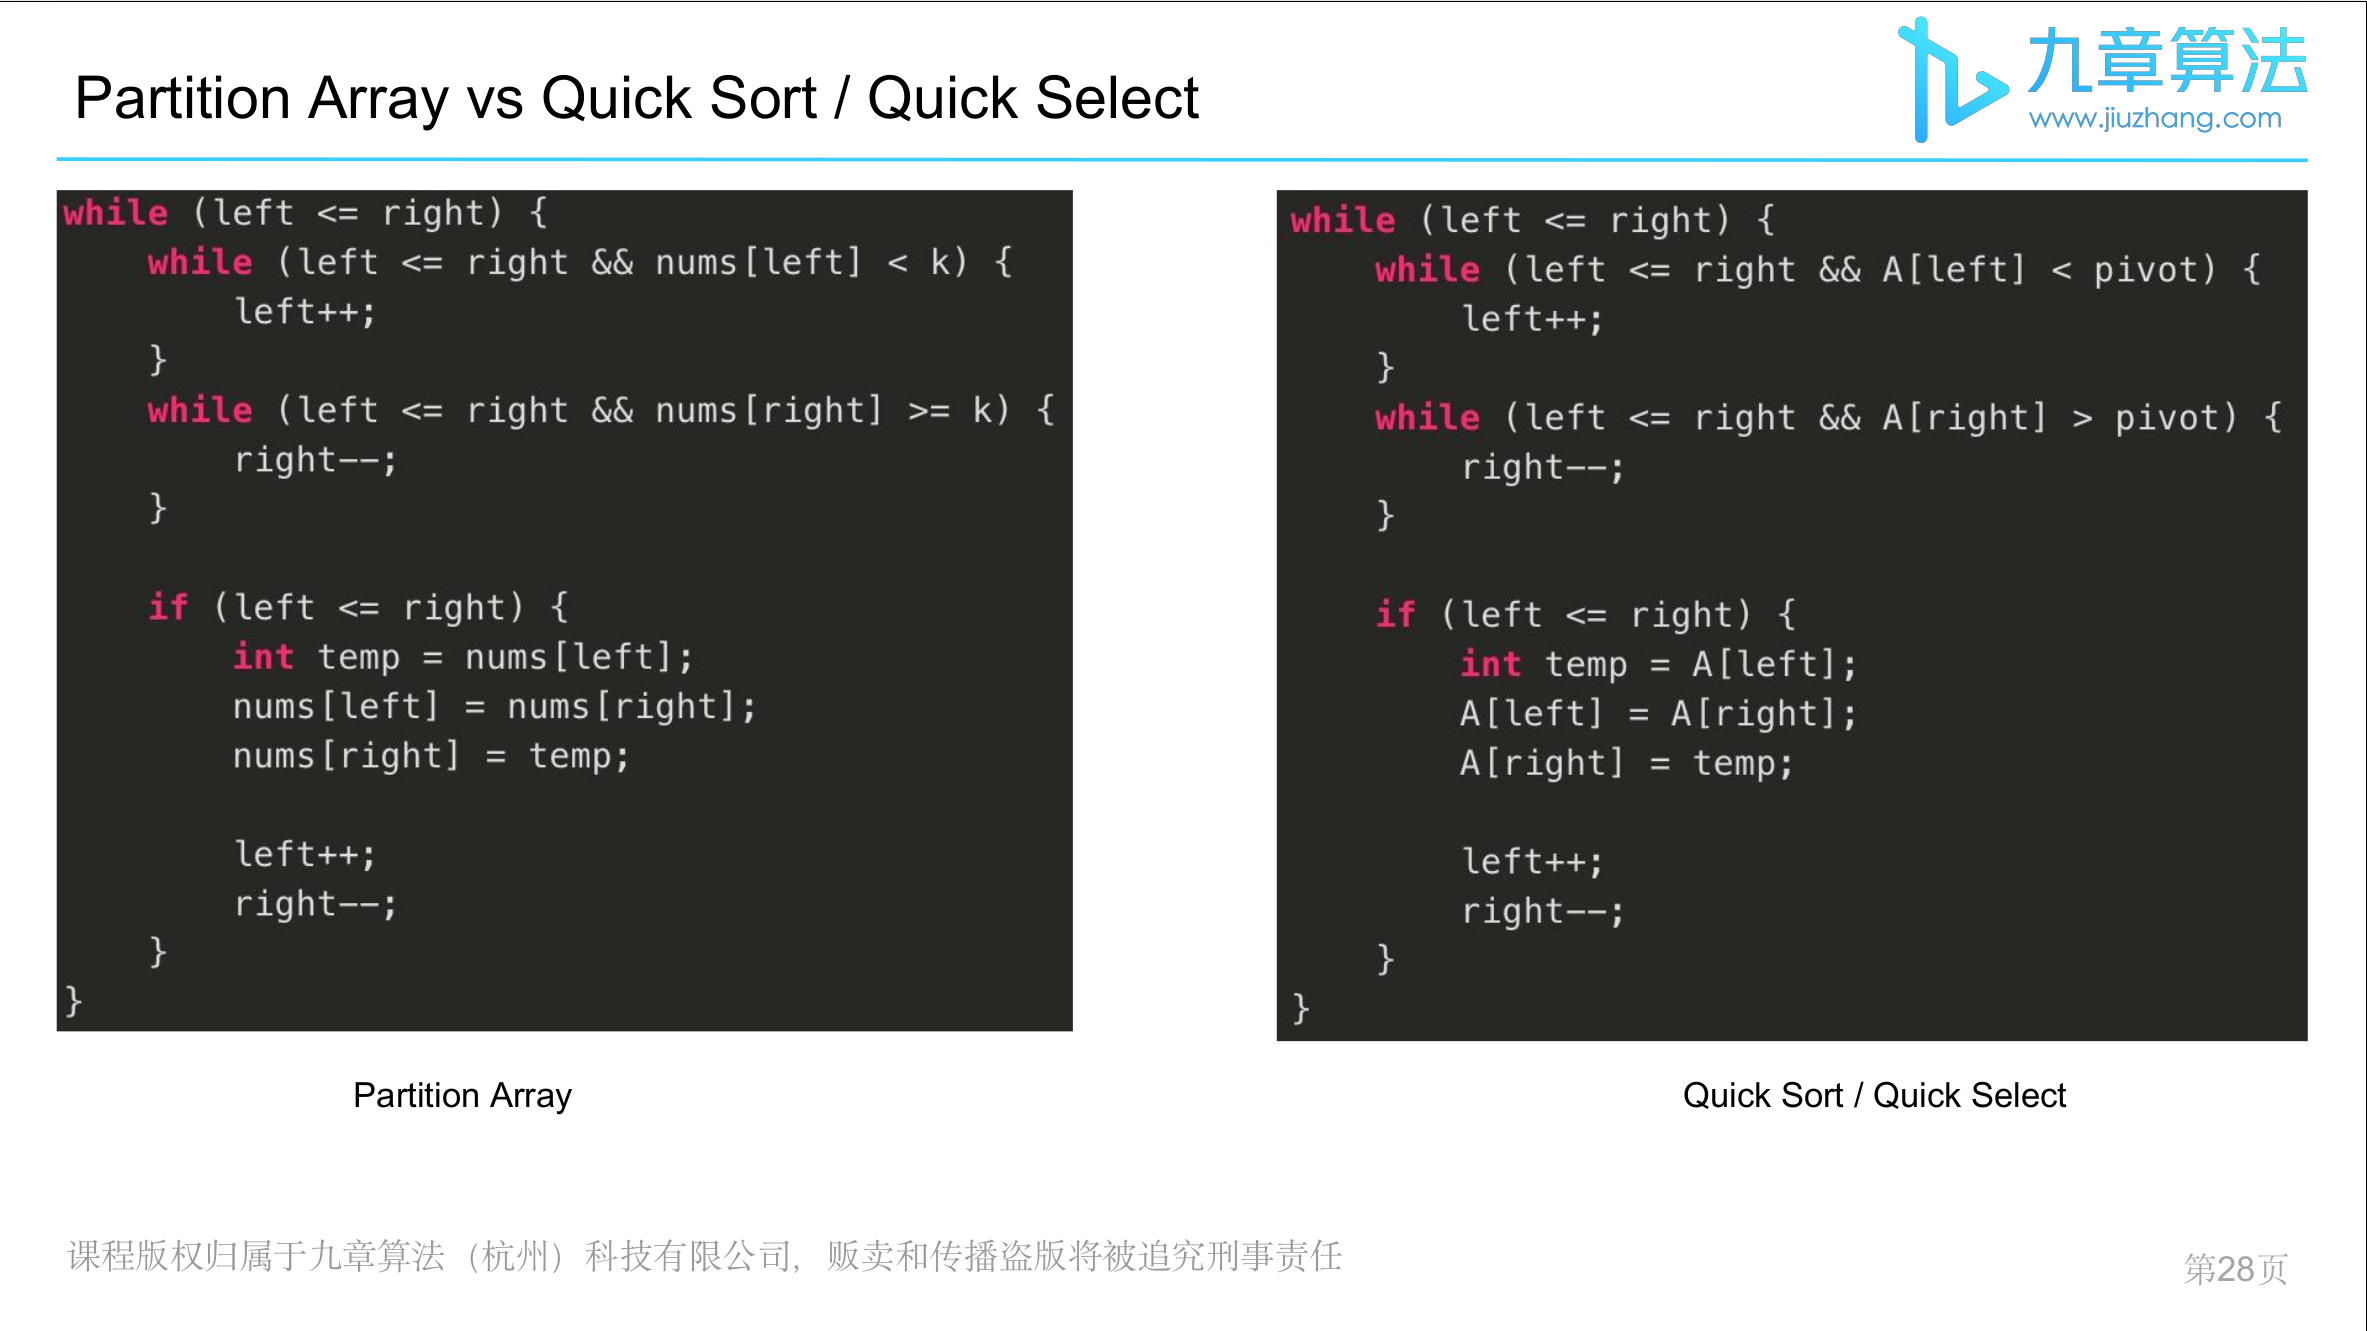 九章算法
www.jiuzhang.com
Partition Array vs Quick Sort / Quick Select
while (left <= right) {
    while (left <= right && nums[left] < k) {
        left++;
    }
    while (left <= right && nums[right] >= k) {
        right--;
    }

    if (left <= right) {
        int temp = nums[left];
        nums[left] = nums[right];
        nums[right] = temp;

        left++;
        right--;
    }
}
Partition Array
while (left <= right) {
    while (left <= right && A[left] < pivot) {
        left++;
    }
    while (left <= right && A[right] > pivot) {
        right--;
    }

    if (left <= right) {
        int temp = A[left];
        A[left] = A[right];
        A[right] = temp;

        left++;
        right--;
    }
}
Quick Sort / Quick Select
课程版权归属于九章算法（杭州）科技有限公司，贩卖和传播盗版将被追究刑事责任
第28页